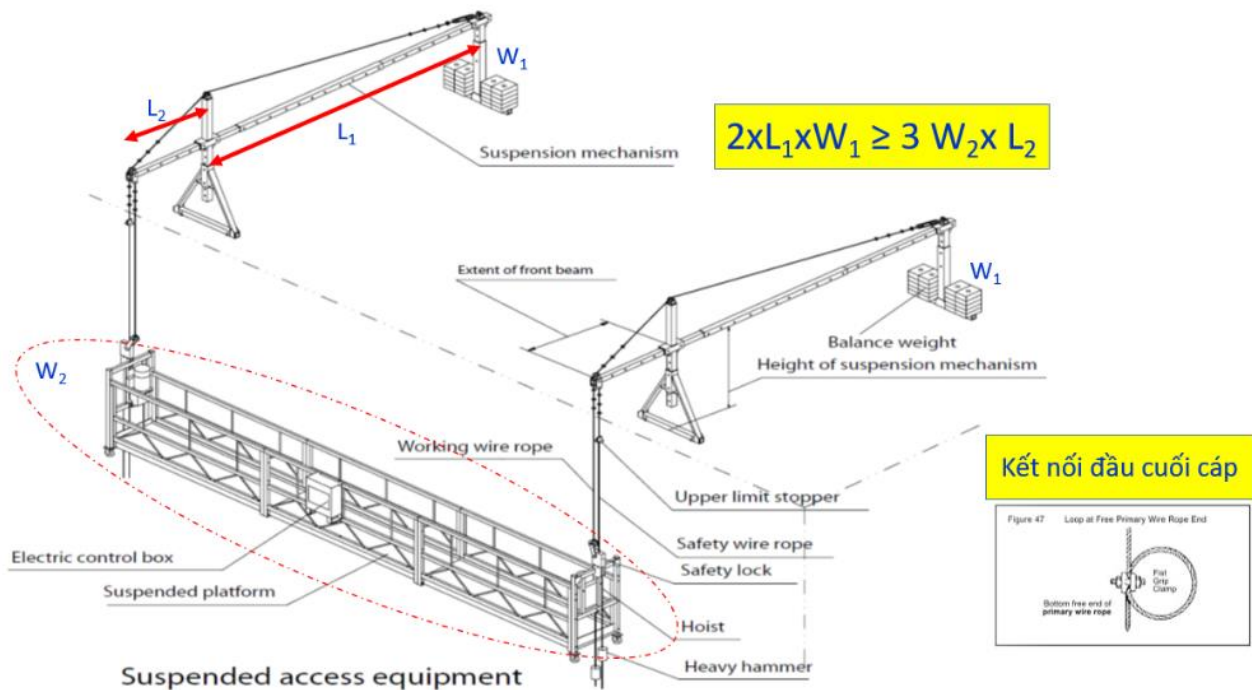 W₁
L₂
L₁
Suspension mechanism
2xL₁xW₁ ≥ 3 W₂x L₂
Extent of front beam
W₁
Balance weight
Height of suspension mechanism
W₂
Working wire rope
Kết nối đầu cuối cáp
Upper limit stopper
Figure 47 Loop at Free Primary Wire Rope End
Electric control box
Safety wire rope
Safety lock
Fist
Grip
Clamp
Suspended platform
Bottom free end of
primary wire rope
Hoist
Heavy hammer
Suspended access equipment